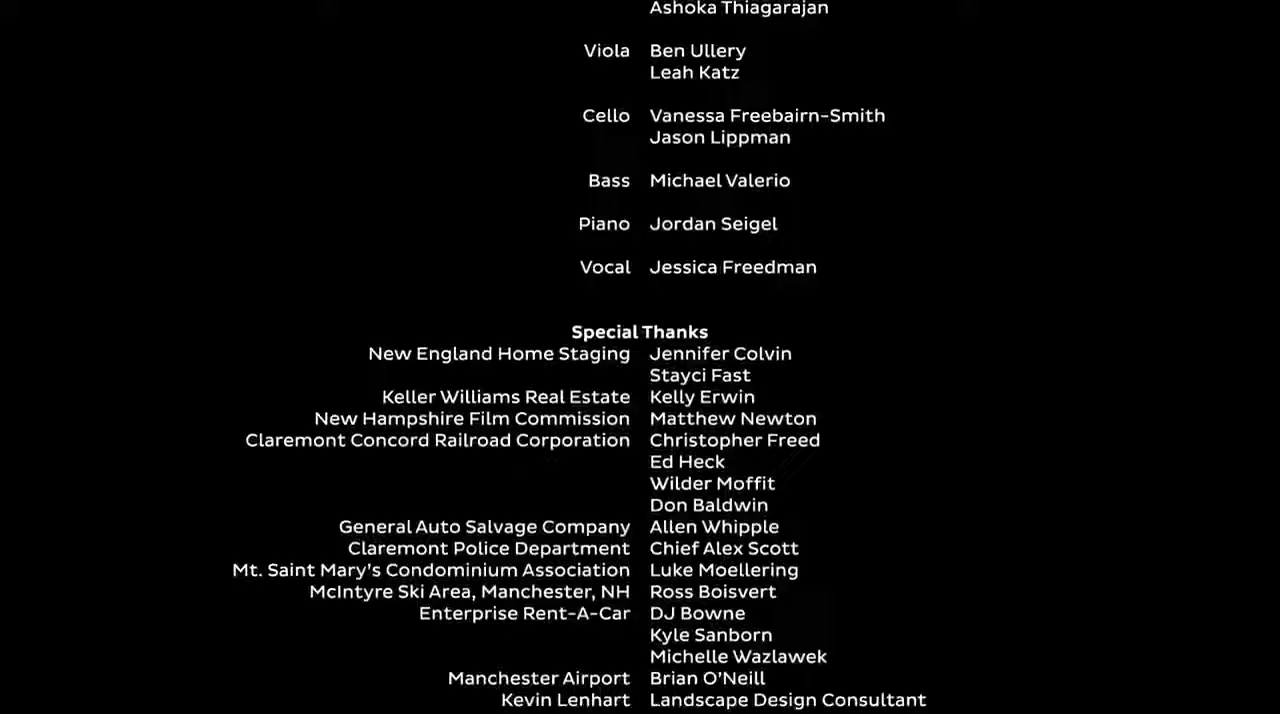 Ashoka Thiagarajan
Viola Ben Ullery
Leah Katz
Cello Vanessa Freebairn-Smith
Jason Lippman
Bass Michael Valerio
Piano Jordan Seigel
Vocal Jessica Freedman
Special Thanks
New England Home Staging Jennifer Colvin
Stayci Fast
Keller Williams Real Estate Kelly Erwin
New Hampshire Film Commission Matthew Newton
Claremont Concord Railroad Corporation Christopher Freed
Ed Heck
Wilder Moffit
Don Baldwin
General Auto Salvage Company Allen Whipple
Claremont Police Department Chief Alex Scott
Mt. Saint Mary's Condominium Association Luke Moellering
McIntyre Ski Area, Manchester, NH Ross Boisvert
Enterprise Rent-A-Car DJ Bowne
Kyle Sanborn
Michelle Wazlawek
Manchester Airport Brian O'Neill
Kevin Lenhart Landscape Design Consultant